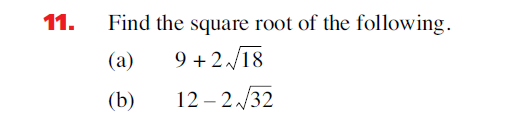 11. Find the square root of the following.
(a) 9 + 2√18
(b) 12 – 2√32